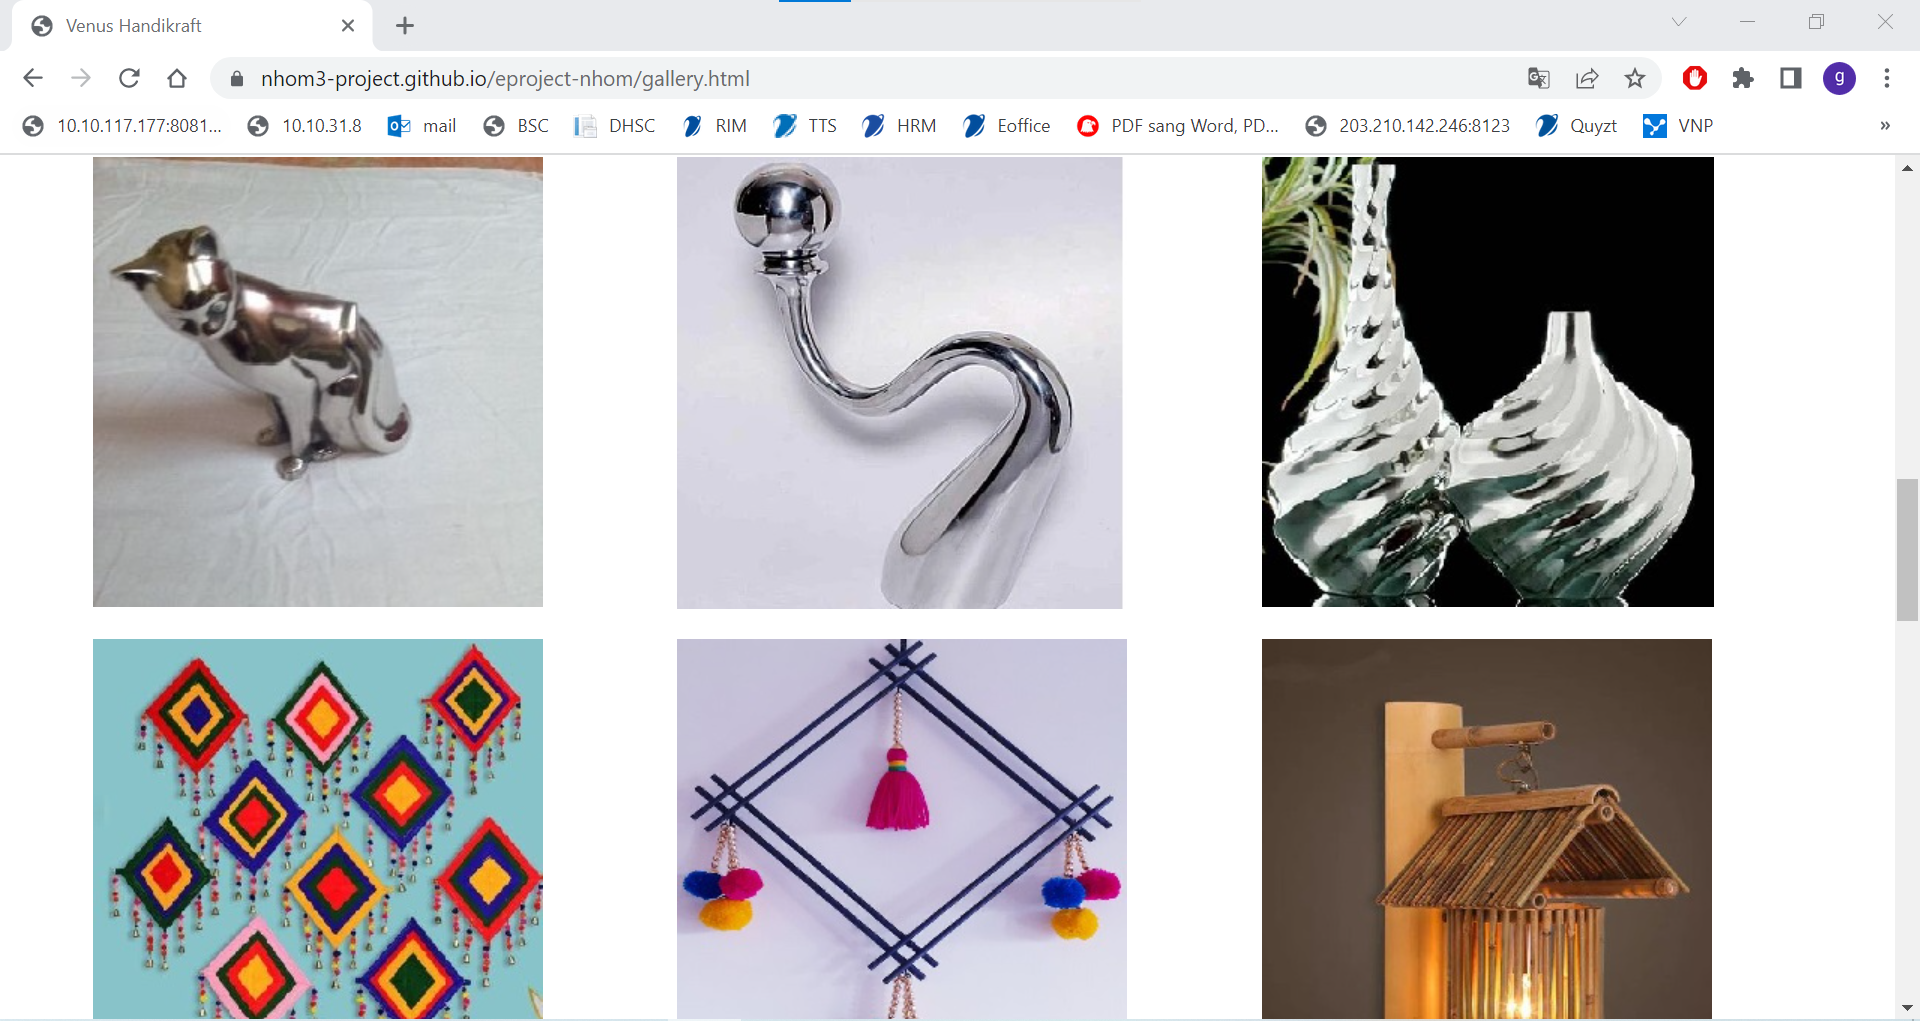 Venus Handikraft
nhom3-project.github.io/eproject-nhom/gallery.html
g
10.10.117.177:8081... 10.10.31.8 mail BSC DHSC RIM TTS HRM Eoffice PDF sang Word, PD... 203.210.142.246:8123 Quyzt VNP »